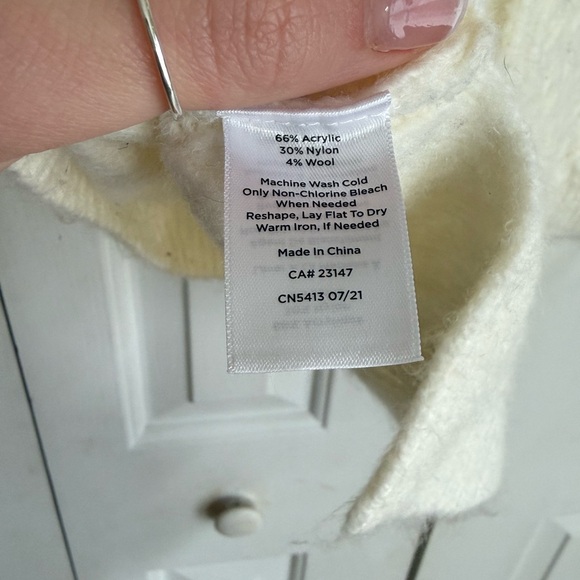 66% Acrylic
30% Nylon
4% Wool
Machine Wash Cold
Only Non-Chlorine Bleach
When Needed
Reshape, Lay Flat To Dry
Warm Iron, If Needed
Made In China
CA# 23147
CN5413 07/21